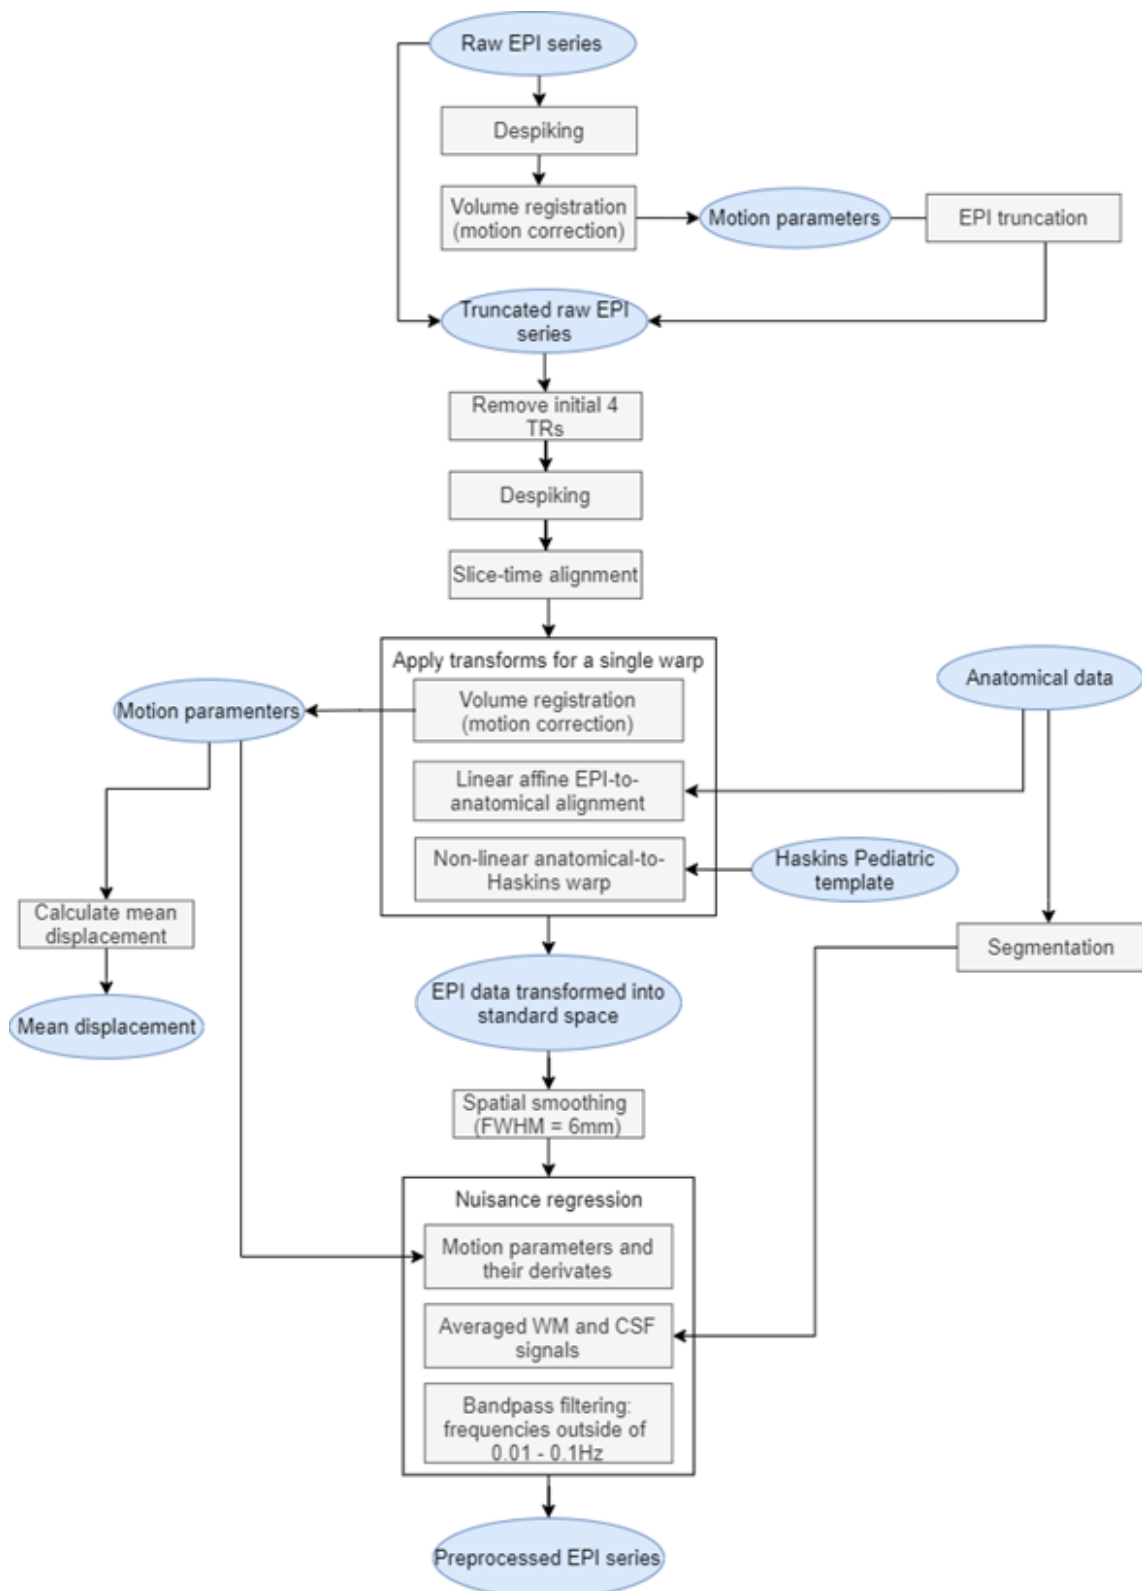 Raw EPI series
Despiking
Volume registration
(motion correction)
Motion parameters
EPI truncation
Truncated raw EPI
series
Remove initial 4
TRs
Despiking
Slice-time alignment
Apply transforms for a single warp
Volume registration
(motion correction)
Motion paramenters
Anatomical data
Linear affine EPI-to-
anatomical alignment
Non-linear anatomical-to-
Haskins warp
Haskins Pediatric
template
Calculate mean
displacement
Segmentation
EPI data transformed into
standard space
Mean displacement
Spatial smoothing
(FWHM = 6mm)
Nuisance regression
Motion parameters and
their derivates
Averaged WM and CSF
signals
Bandpass filtering:
frequencies outside of
0.01 - 0.1Hz
Preprocessed EPI series